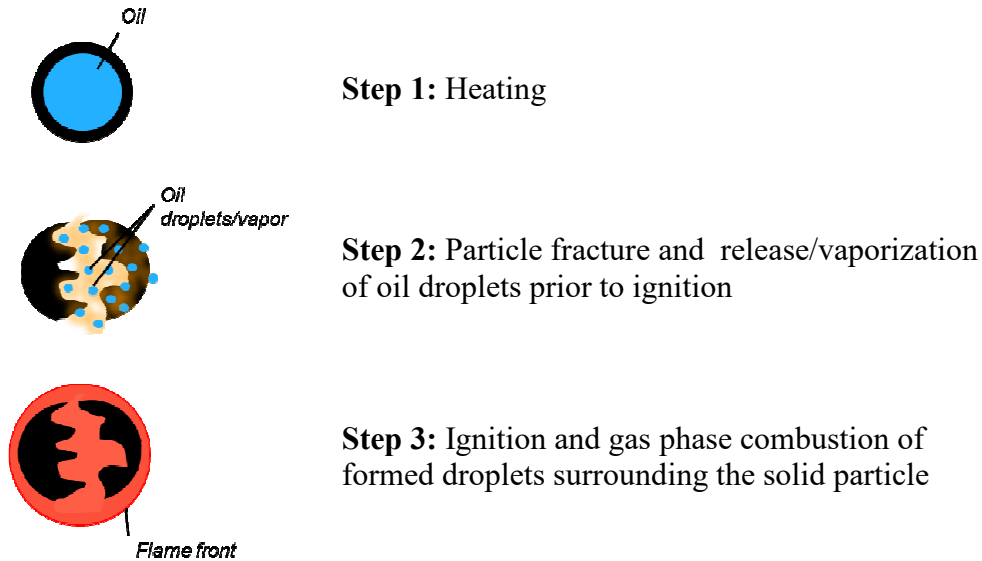 Oil
Step 1: Heating
Oil
droplets/vapor
Step 2: Particle fracture and  release/vaporization
of oil droplets prior to ignition
Step 3: Ignition and gas phase combustion of
formed droplets surrounding the solid particle
Flame front